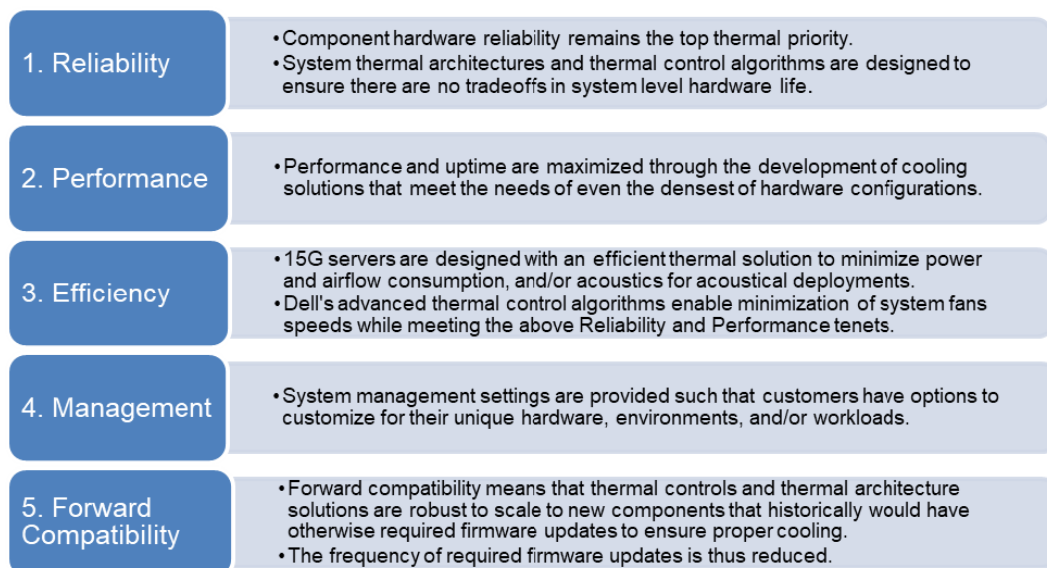 1. Reliability
•Component hardware reliability remains the top thermal priority.
•System thermal architectures and thermal control algorithms are designed to
ensure there are no tradeoffs in system level hardware life.
2. Performance
•Performance and uptime are maximized through the development of cooling
solutions that meet the needs of even the densest of hardware configurations.
3. Efficiency
•15G servers are designed with an efficient thermal solution to minimize power
and airflow consumption, and/or acoustics for acoustical deployments.
•Dell's advanced thermal control algorithms enable minimization of system fans
speeds while meeting the above Reliability and Performance tenets.
4. Management
•System management settings are provided such that customers have options to
customize for their unique hardware, environments, and/or workloads.
5. Forward
Compatibility
•Forward compatibility means that thermal controls and thermal architecture
solutions are robust to scale to new components that historically would have
otherwise required firmware updates to ensure proper cooling.
•The frequency of required firmware updates is thus reduced.